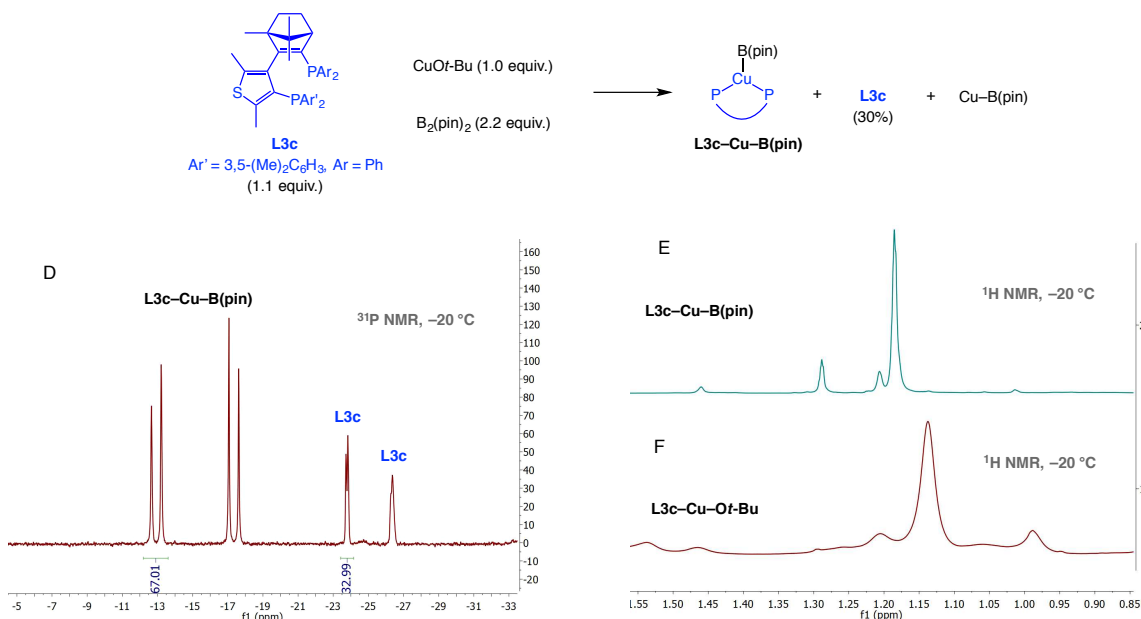 PAr2
S
PAr'2
L3c
Ar' = 3,5-(Me)2C6H3, Ar = Ph
(1.1 equiv.)
CuOt-Bu (1.0 equiv.)
B2(pin)2 (2.2 equiv.)
B(pin)
Cu
P P
L3c–Cu–B(pin)
+
L3c
(30%)
+
Cu–B(pin)
D
L3c–Cu–B(pin)
31P NMR, –20 °C
L3c
L3c
67.01
32.99
160
150
140
130
120
110
100
90
80
70
60
50
40
30
20
10
0
-10
-20
-5 -7 -9 -11 -13 -15 -17 -19 -21 -23 -25 -27 -29 -31 -33
f1 (ppm)
E
1H NMR, –20 °C
L3c–Cu–B(pin)
-2
F
1H NMR, –20 °C
L3c–Cu–Ot-Bu
-1
1.55 1.50 1.45 1.40 1.35 1.30 1.25 1.20 1.15 1.10 1.05 1.00 0.95 0.90 0.85
f1 (ppm)